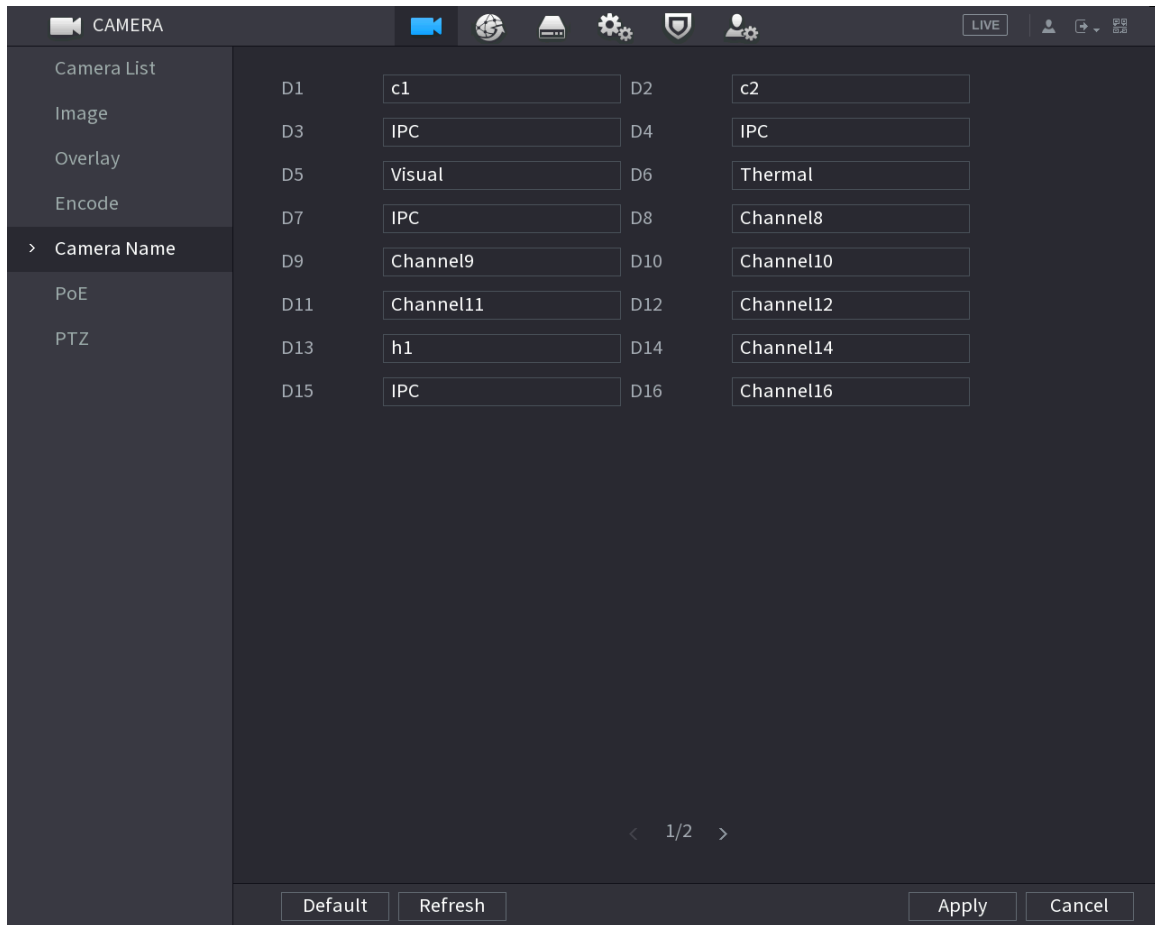 CAMERA LIVE
Camera List
Image
Overlay
Encode
> Camera Name
PoE
PTZ
D1 c1 D2 c2
D3 IPC D4 IPC
D5 Visual D6 Thermal
D7 IPC D8 Channel8
D9 Channel9 D10 Channel10
D11 Channel11 D12 Channel12
D13 h1 D14 Channel14
D15 IPC D16 Channel16
< 1/2 >
Default Refresh Apply Cancel